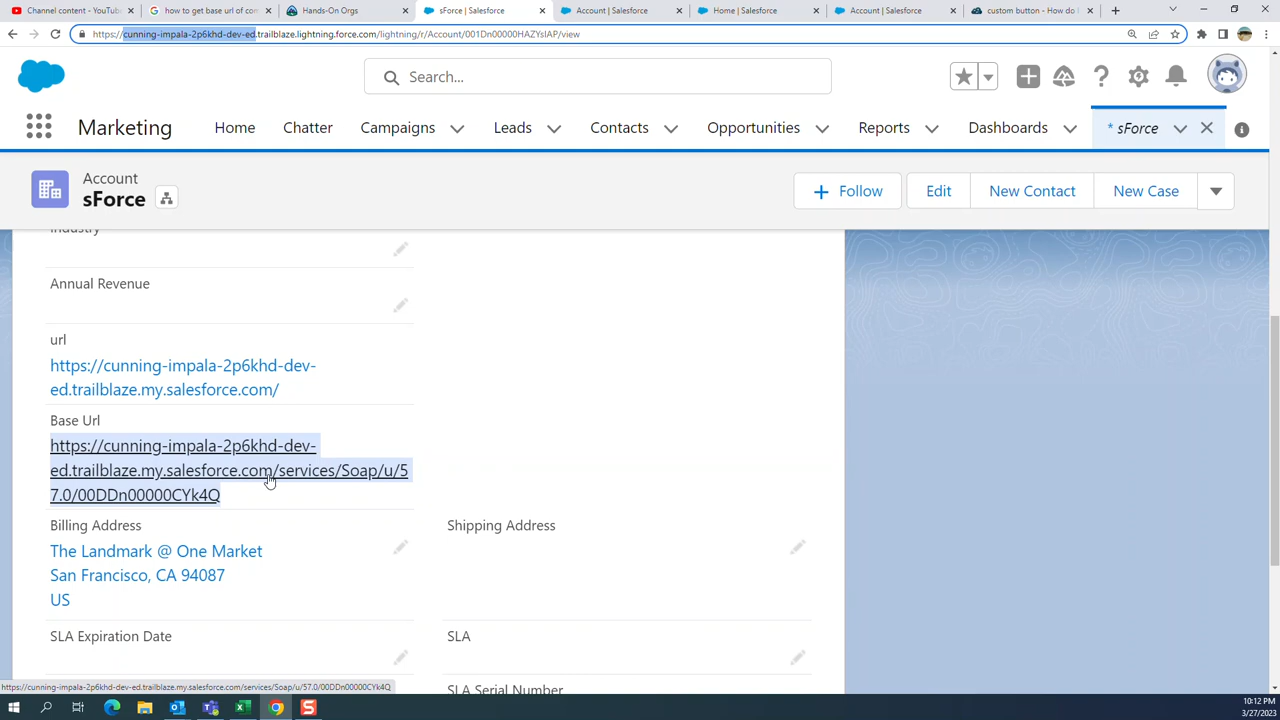 Channel content - YouTu
how to get base url of com
Hands-On Orgs
sForce | Salesforce
Account | Salesforce
Home | Salesforce
Account | Salesforce
custom button - How do I
https://cunning-impala-2p6khd-dev-ed.trailblaze.lightning.force.com/lightning/r/Account/001Dn00000HAZYsIAP/view
Search...
Marketing
Home
Chatter
Campaigns
Leads
Contacts
Opportunities
Reports
Dashboards
* sForce
Account
sForce
Follow
Edit
New Contact
New Case
Industry
Annual Revenue
url
https://cunning-impala-2p6khd-dev-
ed.trailblaze.my.salesforce.com/
Base Url
https://cunning-impala-2p6khd-dev-
ed.trailblaze.my.salesforce.com/services/Soap/u/5
7.0/00DDn00000CYk4Q
Billing Address
Shipping Address
The Landmark @ One Market
San Francisco, CA 94087
US
SLA Expiration Date
SLA
SLA Serial Number
https://cunning-impala-2p6khd-dev-ed.trailblaze.my.salesforce.com/services/Soap/u/57.0/00DDn00000CYk4Q
10:12 PM
3/27/2023